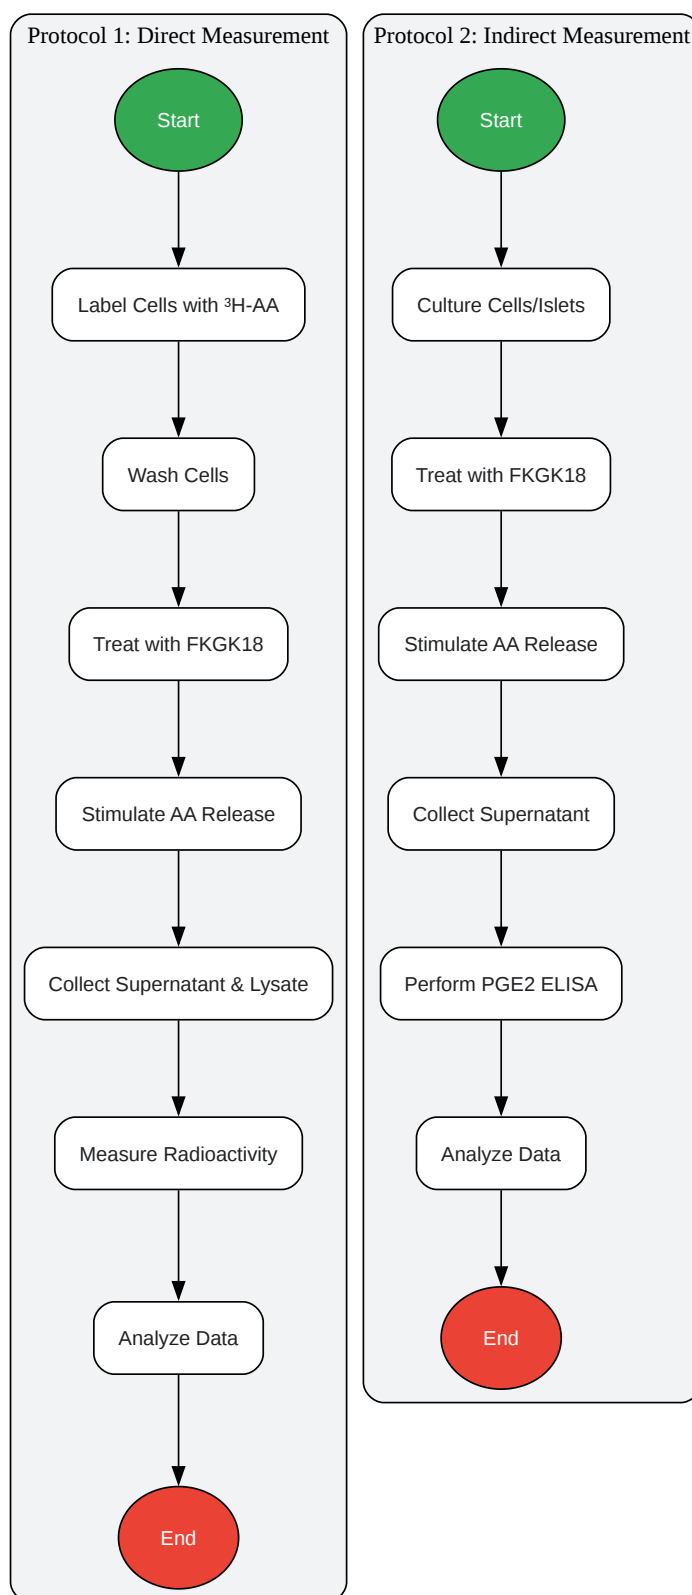 Protocol 1: Direct Measurement
Start
Label Cells with ³H-AA
Wash Cells
Treat with FKGK18
Stimulate AA Release
Collect Supernatant & Lysate
Measure Radioactivity
Analyze Data
End
Protocol 2: Indirect Measurement
Start
Culture Cells/Islets
Treat with FKGK18
Stimulate AA Release
Collect Supernatant
Perform PGE2 ELISA
Analyze Data
End